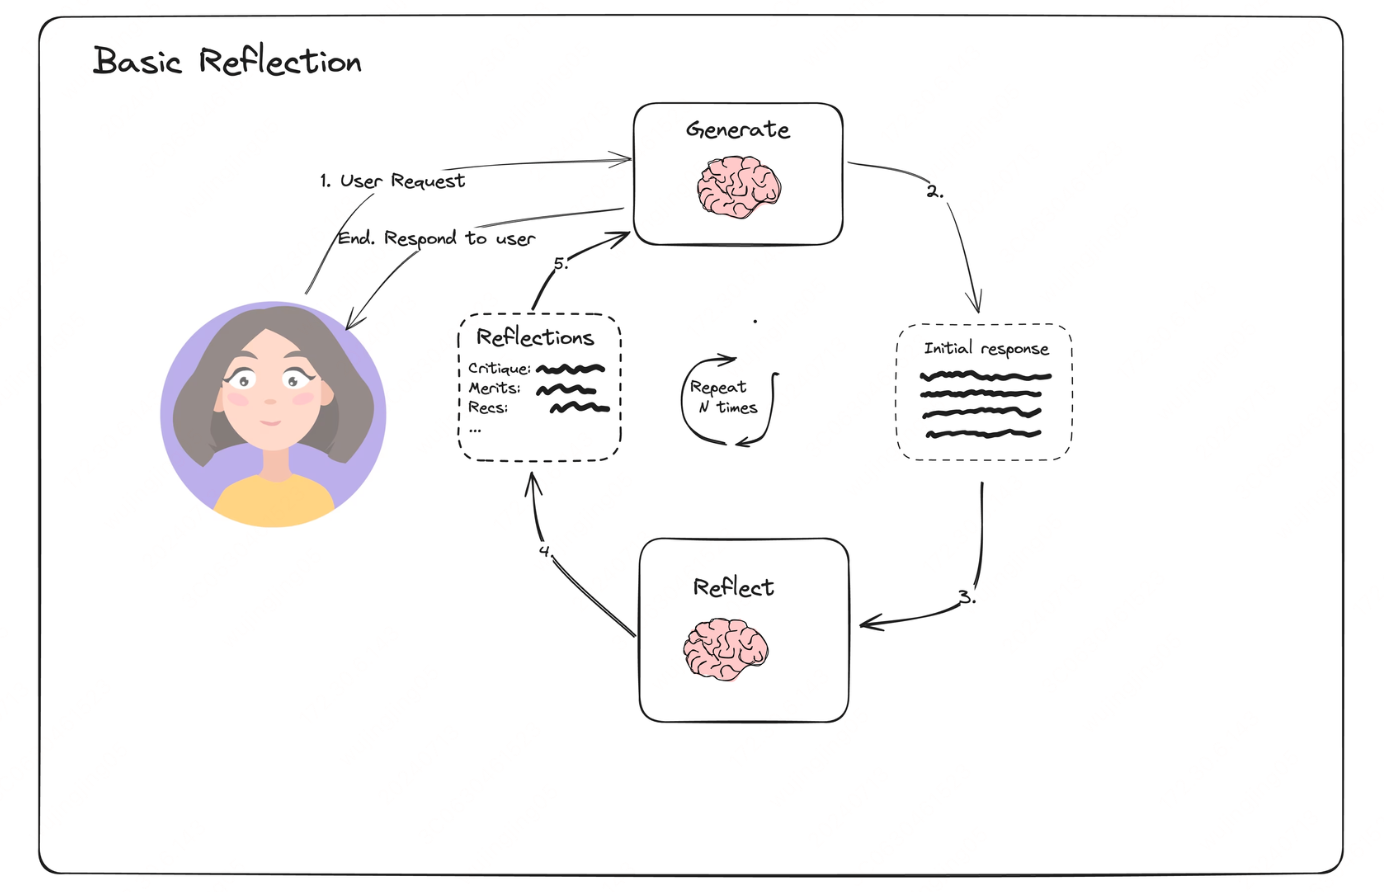 Basic Reflection
Generate
1. User Request
2.
End. Respond to user
5.
Reflections
Critique:
Merits:
Recs:
...
Repeat
N times
Initial response
4.
Reflect
3.